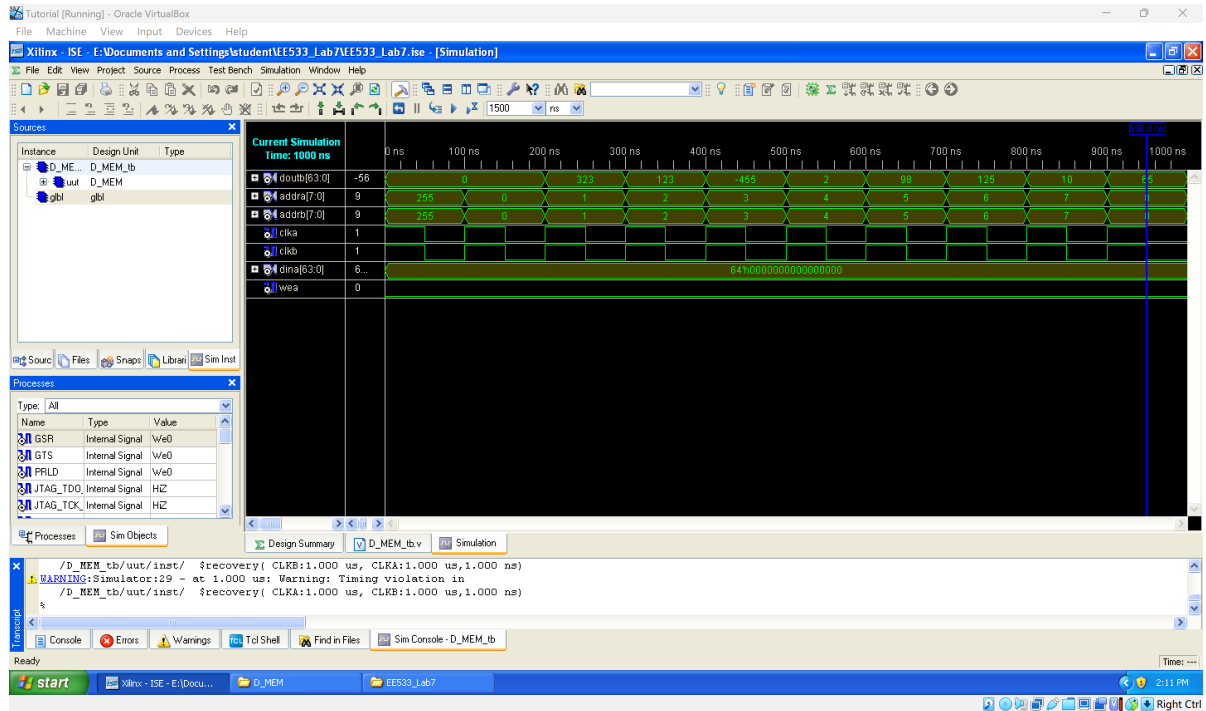 Tutorial [Running] - Oracle VirtualBox
File Machine View Input Devices Help
Xilinx - ISE - E:\Documents and Settings\student\EE533_Lab7\EE533_Lab7.ise - [Simulation]
File Edit View Project Source Process Test Bench Simulation Window Help
1500 ns
Sources
Instance Design Unit Type
D_ME... D_MEM_tb
uut D_MEM
glbl glbl
Sourc Files Snaps Librari Sim Inst
Processes
Type: All
Name Type Value
GSR Internal Signal We0
GTS Internal Signal We0
PRLD Internal Signal We0
JTAG_TDO_ Internal Signal HiZ
JTAG_TCK_ Internal Signal HiZ
Processes Sim Objects
Current Simulation
Time: 1000 ns
0 ns 100 ns 200 ns 300 ns 400 ns 500 ns 600 ns 700 ns 800 ns 900 ns 1000 ns
doutb[63:0] -56 0 323 123 -455 2 98 125 10 65
addra[7:0] 9 255 0 1 2 3 4 5 6 7 8
addrb[7:0] 9 255 0 1 2 3 4 5 6 7 8
clka 1
clkb 1
dina[63:0] 6... 64'h0000000000000000
wea 0
Design Summary D_MEM_tb.v Simulation
/D_MEM_tb/uut/inst/ $recovery( CLKB:1.000 us, CLKA:1.000 us,1.000 ns)
WARNING:Simulator:29 - at 1.000 us: Warning: Timing violation in
/D_MEM_tb/uut/inst/ $recovery( CLKA:1.000 us, CLKB:1.000 us,1.000 ns)
%
Transcript
Console Errors Warnings Tcl Shell Find in Files Sim Console - D_MEM_tb
Ready Time: ---
start Xilinx - ISE - E:\Docu... D_MEM EE533_Lab7 2:11 PM
Right Ctrl